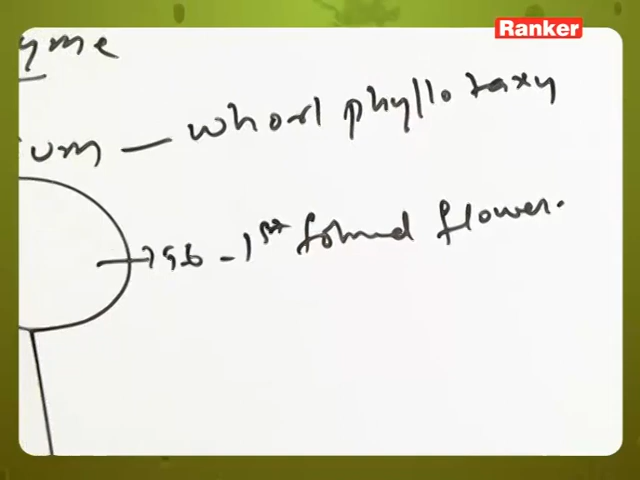 Ranker
yme
um — whorl phyllotaxy
1st formed flower.